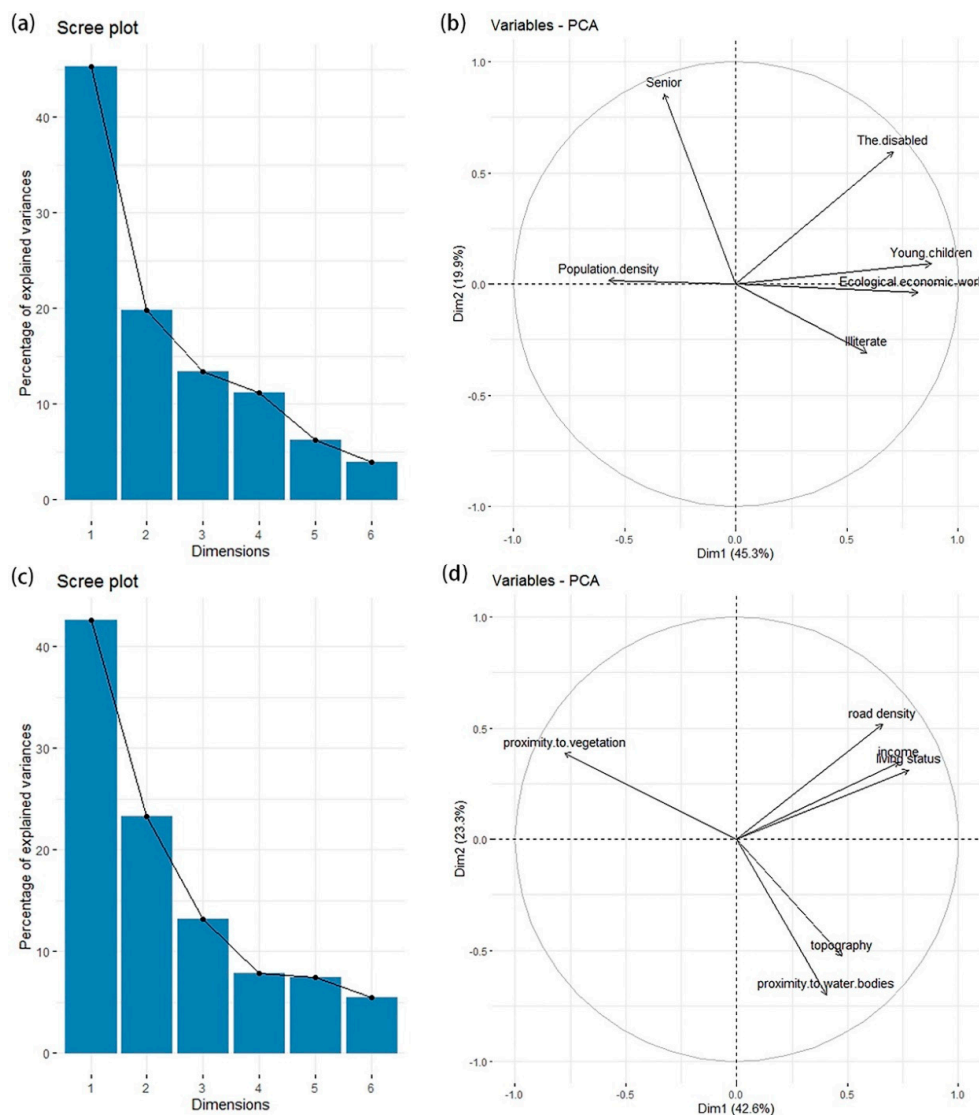 (a)
Scree plot
Percentage of explained variances
40
30
20
10
0
1 2 3 4 5 6
Dimensions
(b)
Variables - PCA
Dim2 (19.9%)
1.0
0.5
0.0
-0.5
-1.0
Senior
The.disabled
Young.children
Population.density
Ecological.economic.work
Illiterate
-1.0 -0.5 0.0 0.5 1.0
Dim1 (45.3%)
(c)
Scree plot
Percentage of explained variances
40
30
20
10
0
1 2 3 4 5 6
Dimensions
(d)
Variables - PCA
Dim2 (23.3%)
1.0
0.5
0.0
-0.5
-1.0
road density
proximity.to.vegetation
income
living status
topography
proximity.to.water.bodies
-1.0 -0.5 0.0 0.5 1.0
Dim1 (42.6%)